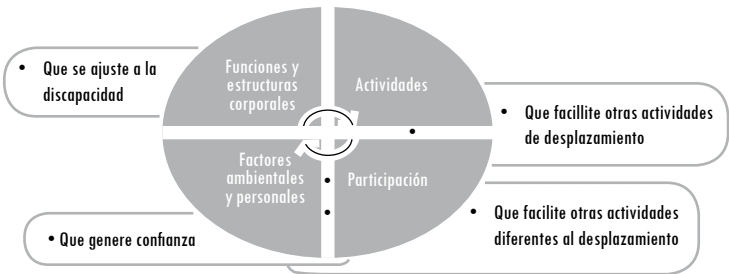 • Que se ajuste a la
discapacidad
Funciones y
estructuras
corporales
Actividades
• Que facillite otras actividades
de desplazamiento
Factores
ambientales
y personales
Participación
• Que genere confianza
• Que facilite otras actividades
diferentes al desplazamiento